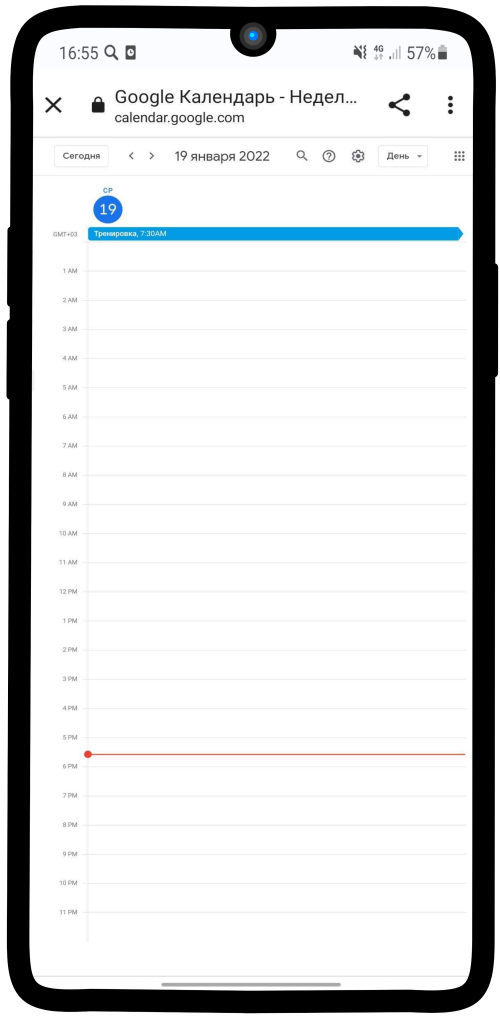 16:55 4G 57%
Google Календарь - Недел...
calendar.google.com
Сегодня 19 января 2022 День
СР
19
GMT+03 Тренировка, 7:30AM
1 AM
2 AM
3 AM
4 AM
5 AM
6 AM
7 AM
8 AM
9 AM
10 AM
11 AM
12 PM
1 PM
2 PM
3 PM
4 PM
5 PM
6 PM
7 PM
8 PM
9 PM
10 PM
11 PM